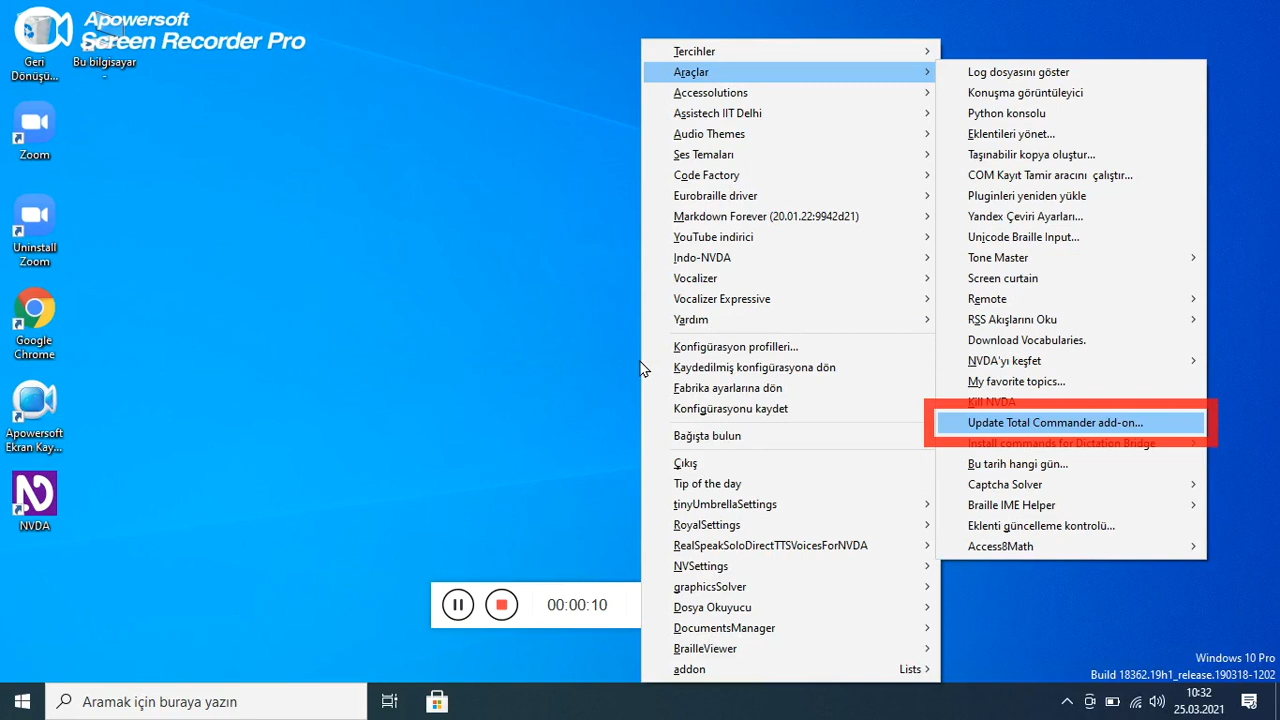 Apowersoft
Screen Recorder Pro
Geri
Dönüşü...
Bu bilgisayar
-
Zoom
Uninstall
Zoom
Google
Chrome
Apowersoft
Ekran Kay...
NVDA
Tercihler
Araçlar
Accessolutions
Assistech IIT Delhi
Audio Themes
Ses Temaları
Code Factory
Eurobraille driver
Markdown Forever (20.01.22:9942d21)
YouTube indirici
Indo-NVDA
Vocalizer
Vocalizer Expressive
Yardım
Konfigürasyon profilleri...
Kaydedilmiş konfigürasyona dön
Fabrika ayarlarına dön
Konfigürasyonu kaydet
Bağışta bulun
Çıkış
Tip of the day
tinyUmbrellaSettings
RoyalSettings
RealSpeakSoloDirectTTSVoicesForNVDA
NVSettings
graphicsSolver
Dosya Okuyucu
DocumentsManager
BrailleViewer
addon Lists
Log dosyasını göster
Konuşma görüntüleyici
Python konsolu
Eklentileri yönet...
Taşınabilir kopya oluştur...
COM Kayıt Tamir aracını çalıştır...
Pluginleri yeniden yükle
Yandex Çeviri Ayarları...
Unicode Braille Input...
Tone Master
Screen curtain
Remote
RSS Akışlarını Oku
Download Vocabularies.
NVDA'yı keşfet
My favorite topics...
Kill NVDA
Update Total Commander add-on...
Install commands for Dictation Bridge
Bu tarih hangi gün...
Captcha Solver
Braille IME Helper
Eklenti güncelleme kontrolü...
Access8Math
00:00:10
Windows 10 Pro
Build 18362.19h1_release.190318-1202
Aramak için buraya yazın
10:32
25.03.2021